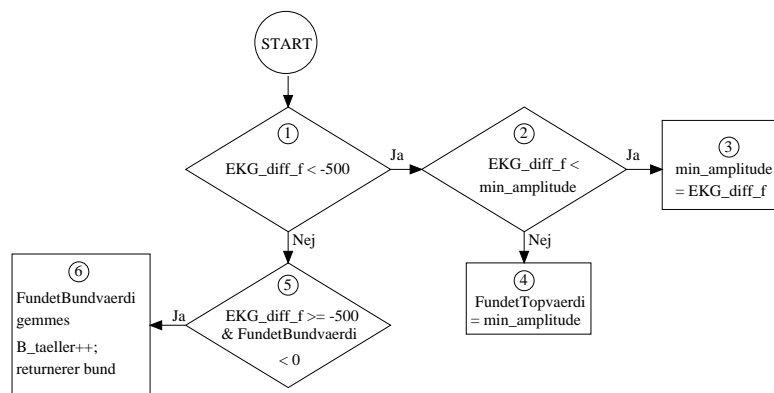 START
1
EKG_diff_f < -500
Ja
2
EKG_diff_f <
min_amplitude
Ja
3
min_amplitude
= EKG_diff_f
Nej
Nej
4
FundetTopvaerdi
= min_amplitude
5
EKG_diff_f >= -500
& FundetBundvaerdi
< 0
Ja
6
FundetBundvaerdi
gemmes
B_taeller++;
returnerer bund